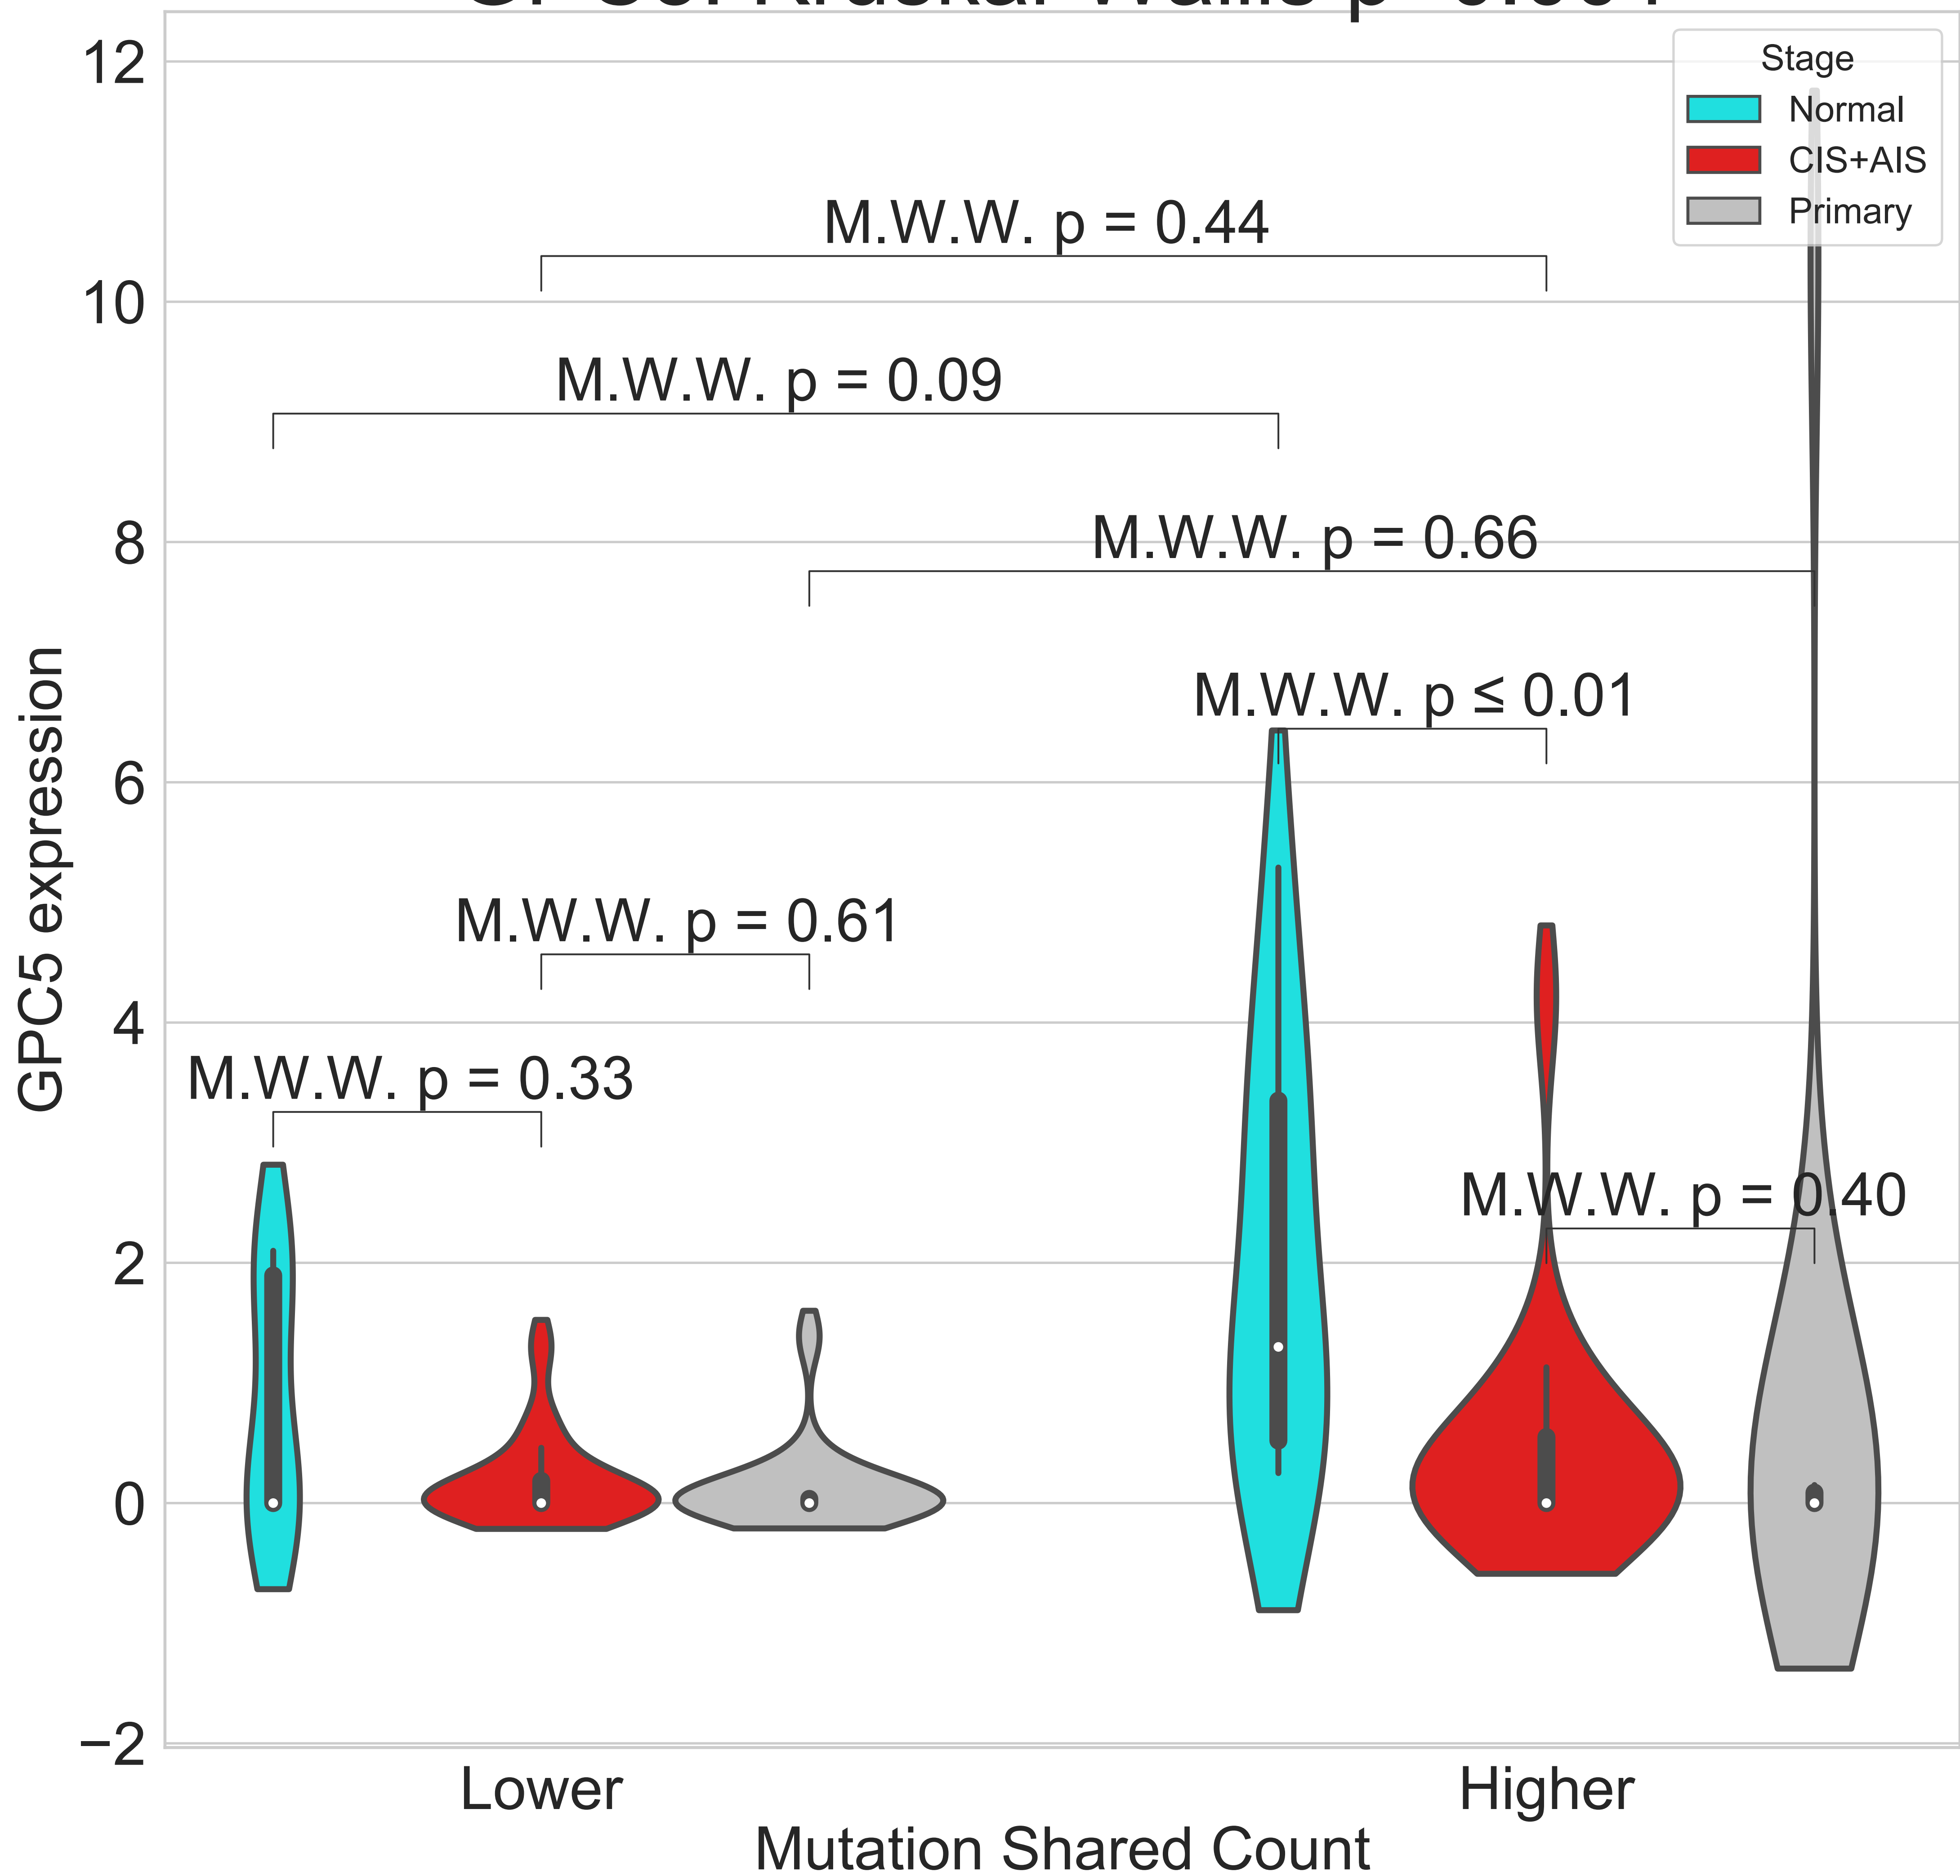 12
10
8
6
4
2
0
−2
GPC5 expression
Stage
Normal
CIS+AIS
Primary
M.W.W. p = 0.44
M.W.W. p = 0.09
M.W.W. p = 0.66
M.W.W. p ≤ 0.01
M.W.W. p = 0.61
M.W.W. p = 0.33
M.W.W. p = 0.40
Lower
Higher
Mutation Shared Count